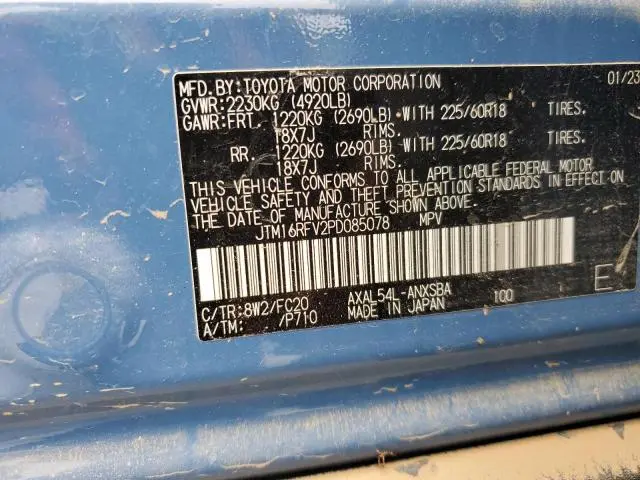 MFD. BY: TOYOTA MOTOR CORPORATION 01/23
GVWR: 2230KG (4920LB)
GAWR: FRT. 1220KG (2690LB) WITH 225/60R18 TIRES.
18X7J RIMS.
RR. 1220KG (2690LB) WITH 225/60R18 TIRES.
18X7J RIMS.
THIS VEHICLE CONFORMS TO ALL APPLICABLE FEDERAL MOTOR
VEHICLE SAFETY AND THEFT PREVENTION STANDARDS IN EFFECT ON
THE DATE OF MANUFACTURE SHOWN ABOVE.
JTM16RFV2PD085078 MPV
C/TR: 8W2/FC20 AXAL54L-ANXSBA 100 E
A/TM: /P710 MADE IN JAPAN